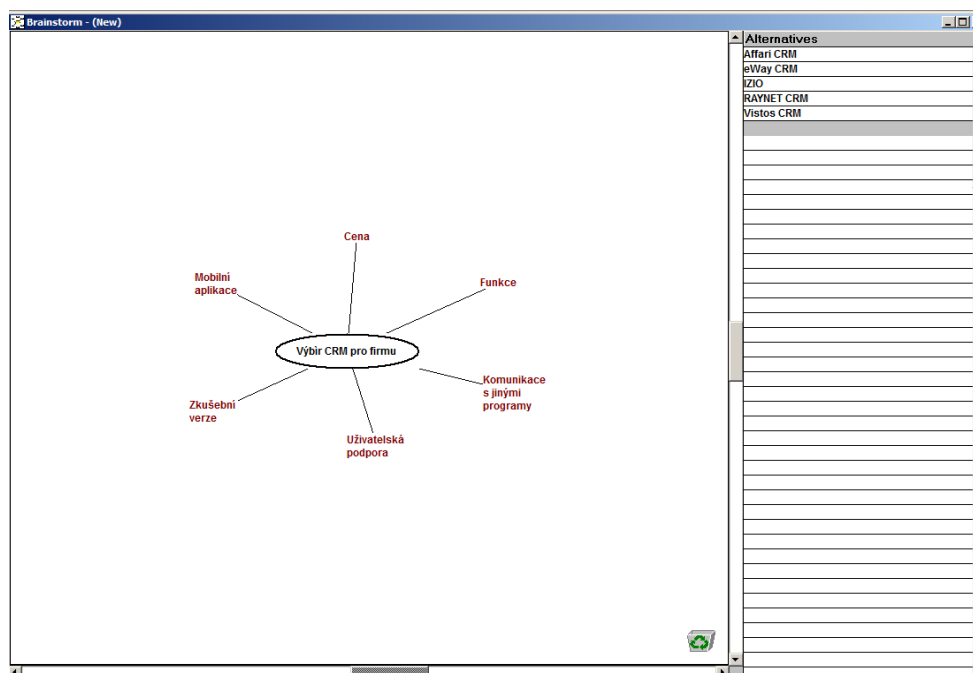 Brainstorm - (New)
Alternatives
Affari CRM
eWay CRM
IZIO
RAYNET CRM
Vistos CRM
Cena
Mobilní
aplikace
Funkce
Výbir CRM pro firmu
Komunikace
s jinými
programy
Zkušební
verze
Uživatelská
podpora